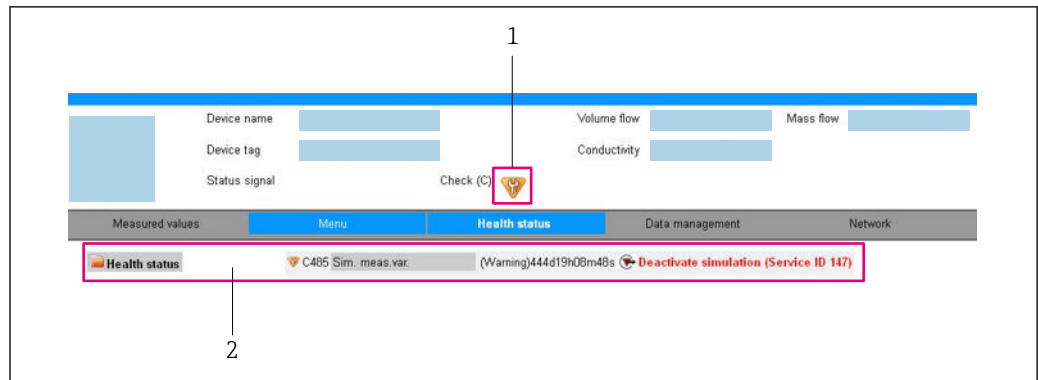 1
Device name Volume flow Mass flow
Device tag Conductivity
Status signal Check (C)
Measured values Menu Health status Data management Network
Health status C485 Sim. meas.var. (Warning)444d19h08m48s Deactivate simulation (Service ID 147)
2